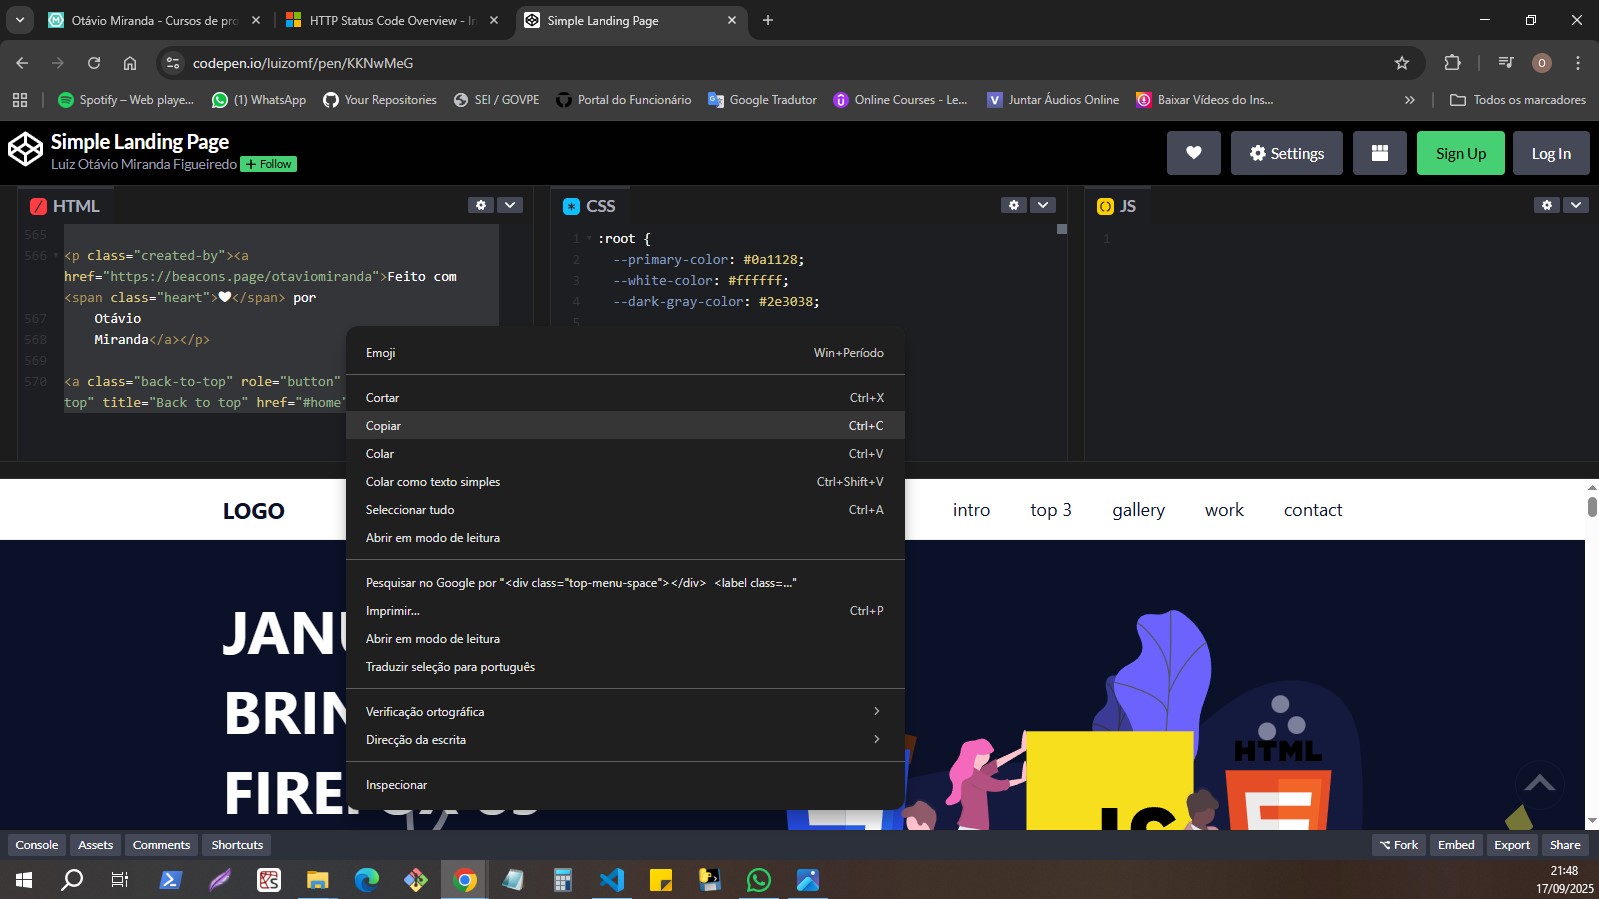 Otávio Miranda - Cursos de pro
HTTP Status Code Overview - In
Simple Landing Page
codepen.io/luizomf/pen/KKNwMeG
O
Spotify – Web playe...
(1) WhatsApp
Your Repositories
SEI / GOVPE
Portal do Funcionário
Google Tradutor
Online Courses - Le...
Juntar Áudios Online
Baixar Vídeos do Ins...
Todos os marcadores
Simple Landing Page
Luiz Otávio Miranda Figueiredo
+ Follow
Settings
Sign Up
Log In
HTML
CSS
JS
565
566 <p class="created-by"><a
href="https://beacons.page/otaviomiranda">Feito com
<span class="heart">♥</span> por
567 Otávio
568 Miranda</a></p>
569
570 <a class="back-to-top" role="button"
top" title="Back to top" href="#home"
1 :root {
2 --primary-color: #0a1128;
3 --white-color: #ffffff;
4 --dark-gray-color: #2e3038;
5
1
Emoji Win+Período
Cortar Ctrl+X
Copiar Ctrl+C
Colar Ctrl+V
Colar como texto simples Ctrl+Shift+V
Seleccionar tudo Ctrl+A
Abrir em modo de leitura
Pesquisar no Google por "<div class="top-menu-space"></div> <label class=..."
Imprimir... Ctrl+P
Abrir em modo de leitura
Traduzir seleção para português
Verificação ortográfica
Direcção da escrita
Inspecionar
LOGO
intro
top 3
gallery
work
contact
JANU
BRIN
FIREFOX OS
HTML
JS
Console
Assets
Comments
Shortcuts
Fork
Embed
Export
Share
21:48
17/09/2025